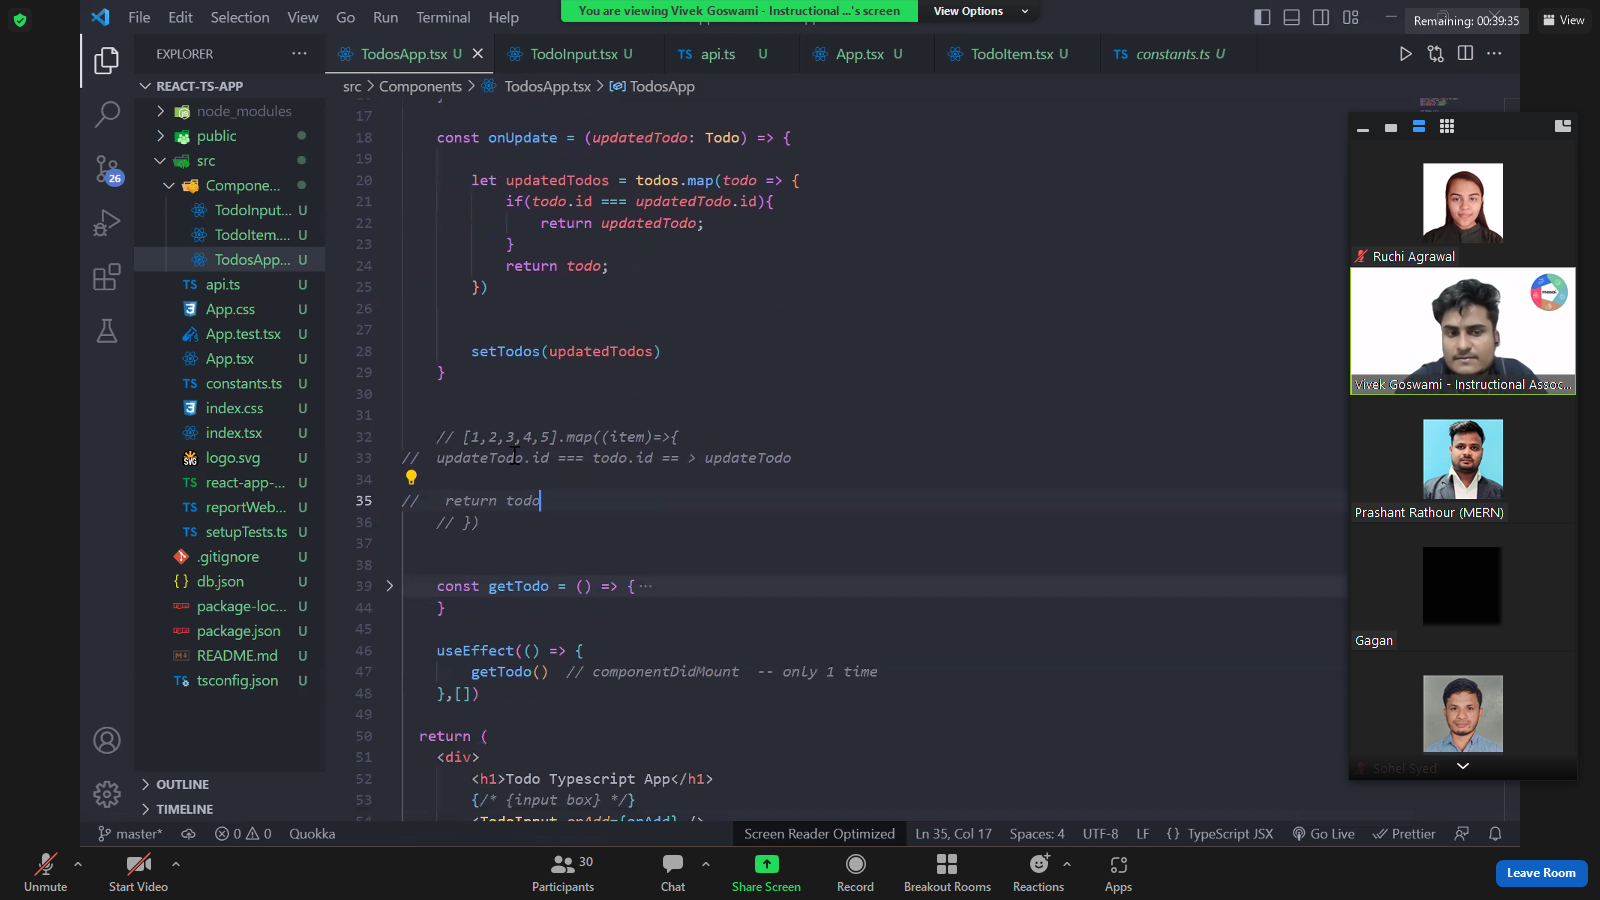 You are viewing Vivek Goswami - Instructional ...'s screen
View Options
Remaining: 00:39:35
View
File Edit Selection View Go Run Terminal Help
EXPLORER
REACT-TS-APP
node_modules
public
src
Compone...
TodoInput... U
TodoItem.... U
TodosApp... U
TS api.ts U
App.css U
App.test.tsx U
App.tsx U
TS constants.ts U
index.css U
index.tsx U
logo.svg U
react-app-... U
reportWeb... U
setupTests.ts U
.gitignore U
{} db.json U
package-loc... U
package.json U
README.md U
tsconfig.json U
OUTLINE
TIMELINE
26
TodosApp.tsx U
TodoInput.tsx U
TS api.ts U
App.tsx U
TodoItem.tsx U
TS constants.ts U
src > Components > TodosApp.tsx > TodosApp
17
18 const onUpdate = (updatedTodo: Todo) => {
19
20 let updatedTodos = todos.map(todo => {
21 if(todo.id === updatedTodo.id){
22 return updatedTodo;
23 }
24 return todo;
25 })
26
27
28 setTodos(updatedTodos)
29 }
30
31
32 // [1,2,3,4,5].map((item)=>{
33 // updateTodo.id === todo.id == > updateTodo
34
35 // return todo
36 // })
37
38
39 const getTodo = () => { ...
44 }
45
46 useEffect(() => {
47 getTodo() // componentDidMount -- only 1 time
48 },[])
49
50 return (
51 <div>
52 <h1>Todo Typescript App</h1>
53 {/* {input box} */}
54 <TodoInput onAdd={onAdd} />
master* 0 0 Quokka
Screen Reader Optimized
Ln 35, Col 17 Spaces: 4 UTF-8 LF {} TypeScript JSX Go Live Prettier
Ruchi Agrawal
Vivek Goswami - Instructional Assoc...
Prashant Rathour (MERN)
Gagan
Sohel Syed
Unmute
Start Video
30
Participants
Chat
Share Screen
Record
Breakout Rooms
Reactions
Apps
Leave Room